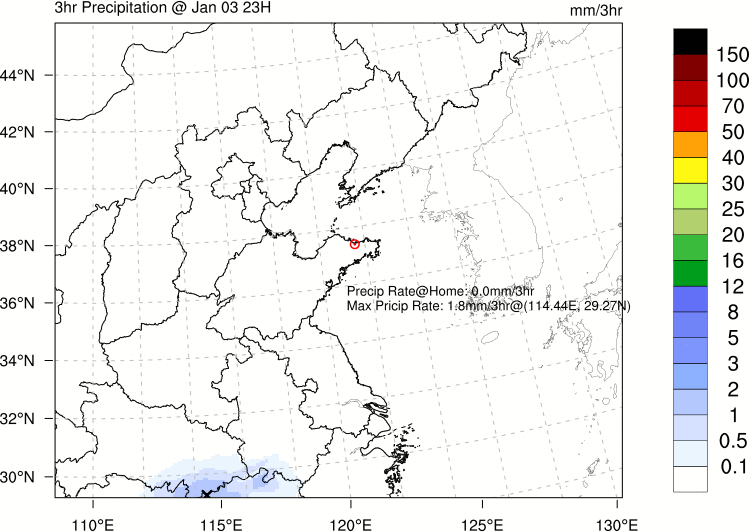 3hr Precipitation @ Jan 03 23H
mm/3hr
44°N
42°N
40°N
38°N
36°N
34°N
32°N
30°N
110°E
115°E
120°E
125°E
130°E
Precip Rate@Home: 0.0mm/3hr
Max Pricip Rate: 1.8mm/3hr@(114.44E, 29.27N)
150
100
70
50
40
30
25
20
16
12
8
5
3
2
1
0.5
0.1